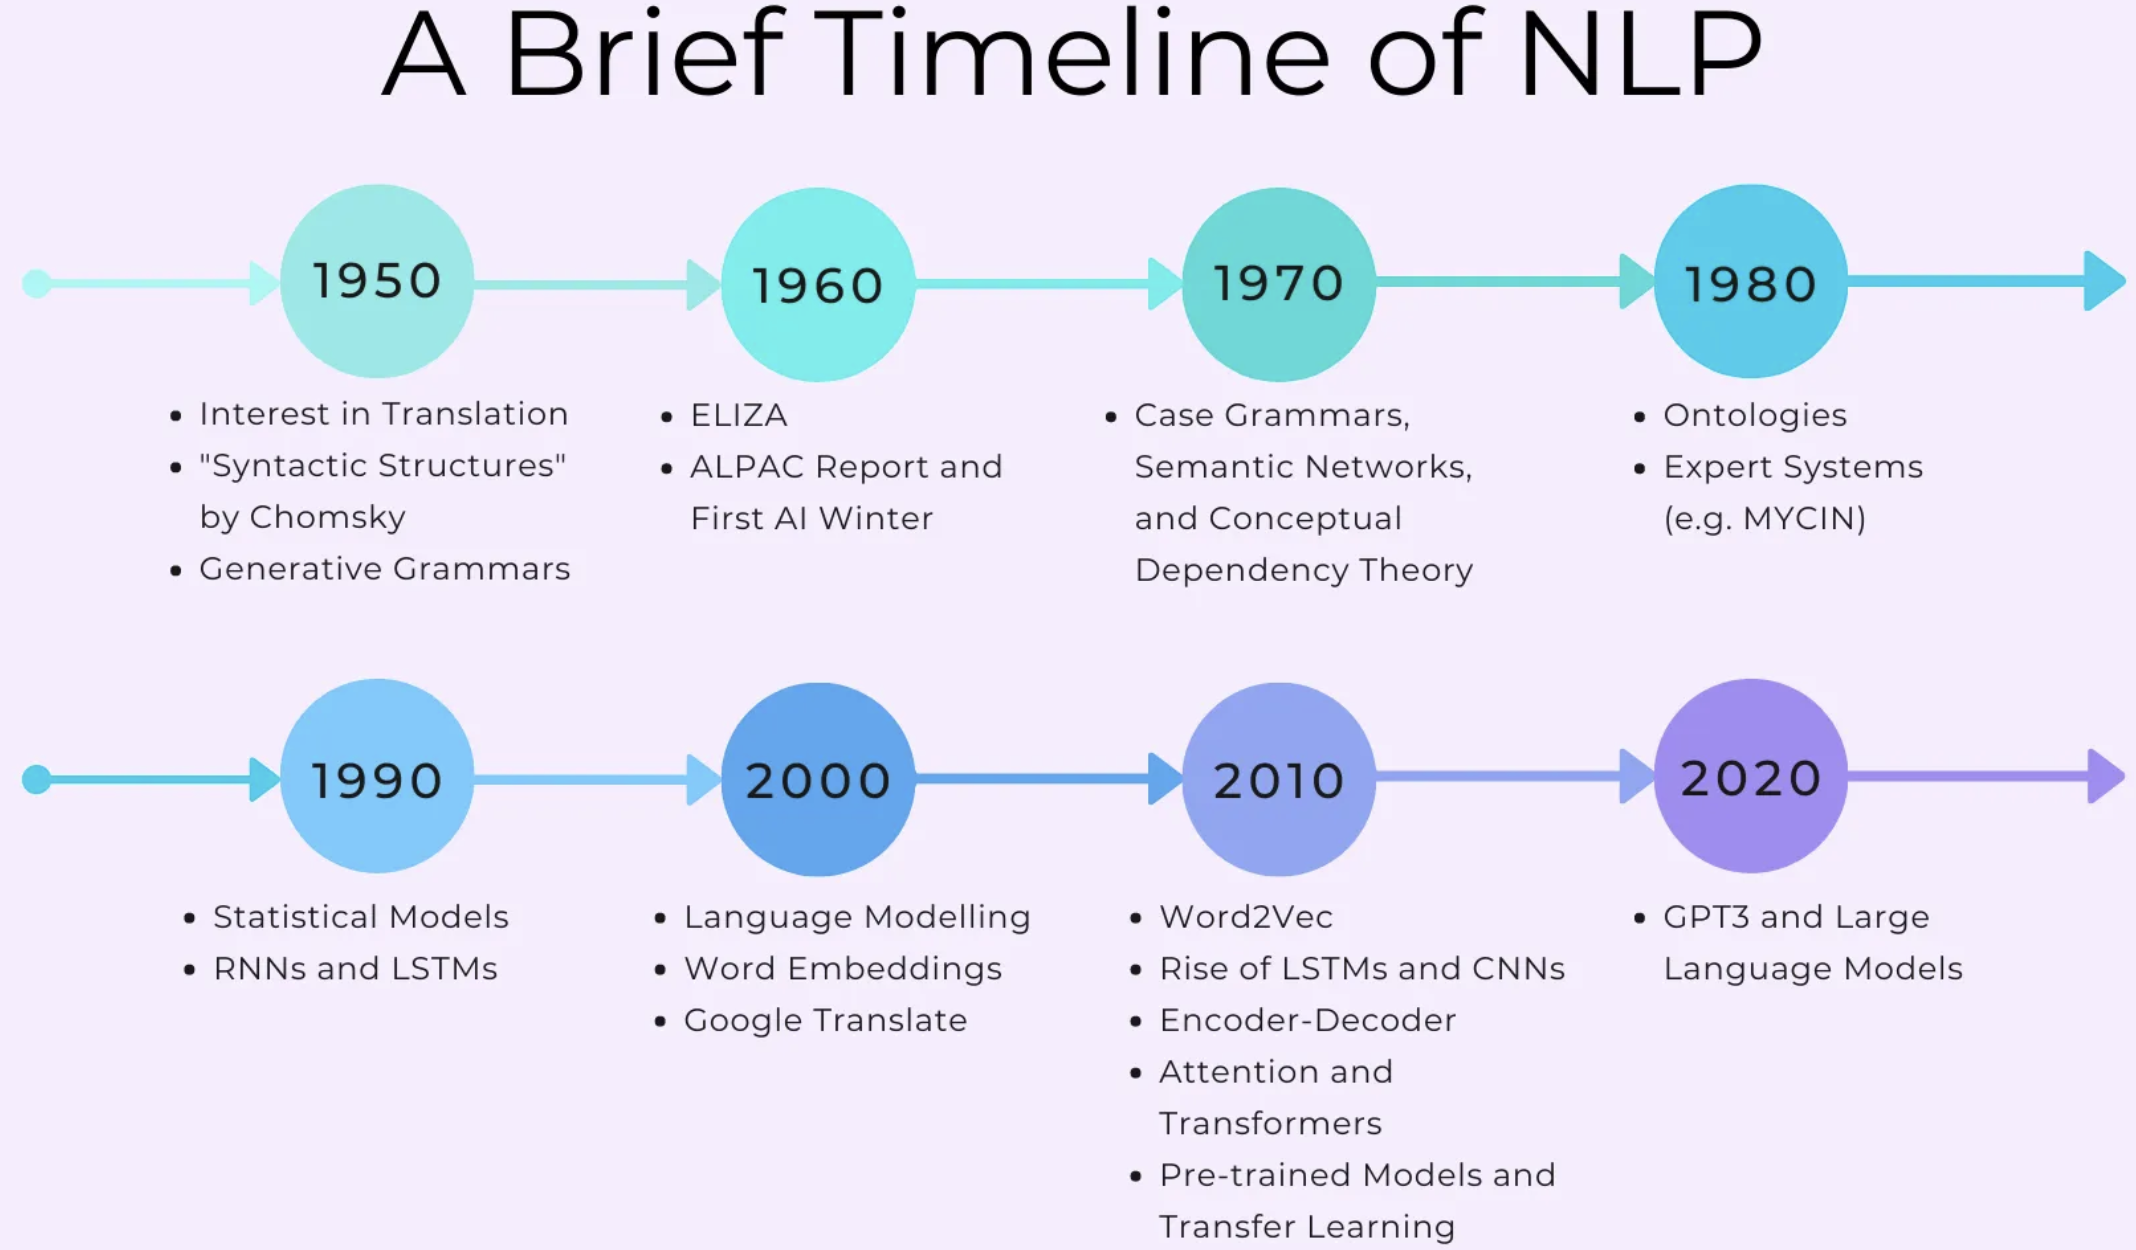 A Brief Timeline of NLP
1950
1960
1970
1980
• Interest in Translation
• "Syntactic Structures"
by Chomsky
• Generative Grammars
• ELIZA
• ALPAC Report and
First AI Winter
• Case Grammars,
Semantic Networks,
and Conceptual
Dependency Theory
• Ontologies
• Expert Systems
(e.g. MYCIN)
1990
2000
2010
2020
• Statistical Models
• RNNs and LSTMs
• Language Modelling
• Word Embeddings
• Google Translate
• Word2Vec
• Rise of LSTMs and CNNs
• Encoder-Decoder
• Attention and
Transformers
• Pre-trained Models and
Transfer Learning
• GPT3 and Large
Language Models